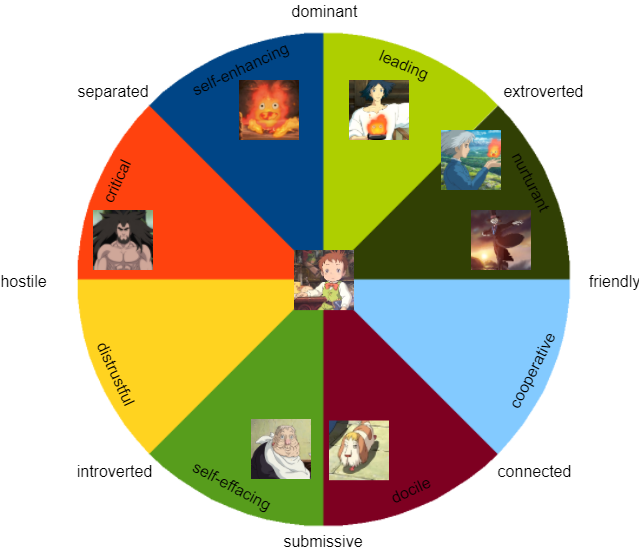 dominant
self-enhancing
leading
separated
extroverted
critical
nurturant
hostile
friendly
distrustful
cooperative
introverted
connected
self-effacing
docile
submissive